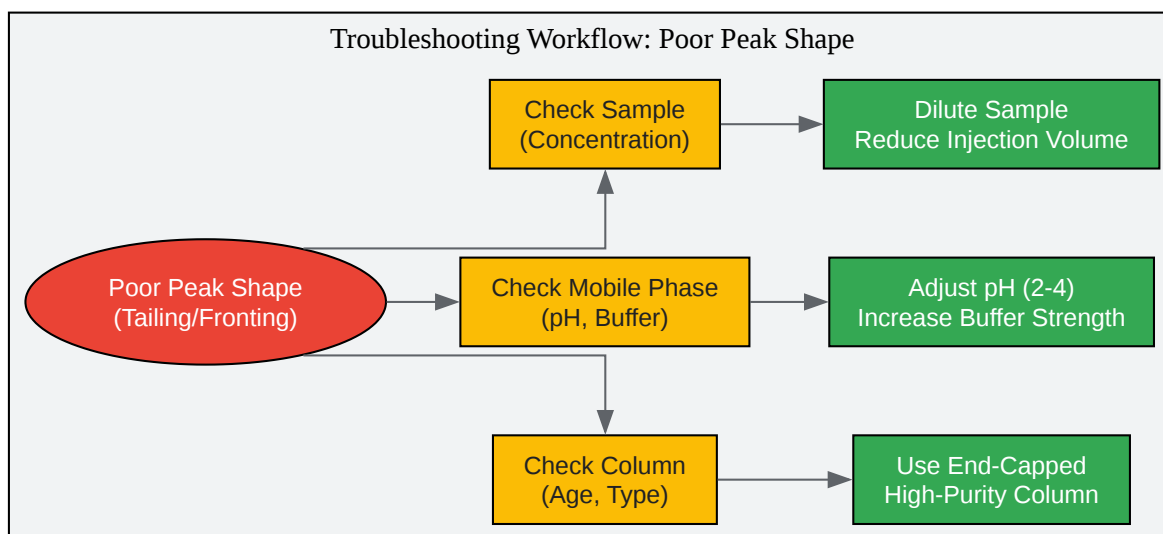 Troubleshooting Workflow: Poor Peak Shape
Check Sample
(Concentration)
Dilute Sample
Reduce Injection Volume
Poor Peak Shape
(Tailing/Fronting)
Check Mobile Phase
(pH, Buffer)
Adjust pH (2-4)
Increase Buffer Strength
Check Column
(Age, Type)
Use End-Capped
High-Purity Column